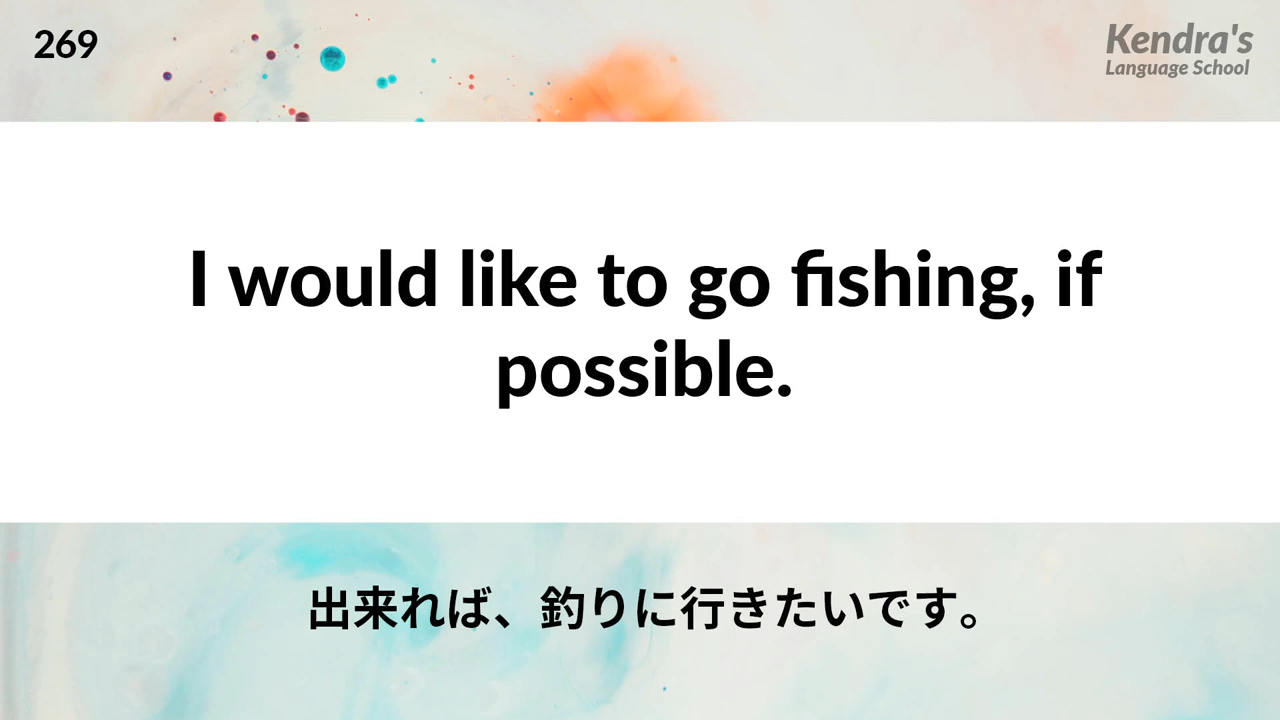 269
Kendra's
Language School
I would like to go fishing, if
possible.
出来れば、釣りに行きたいです。